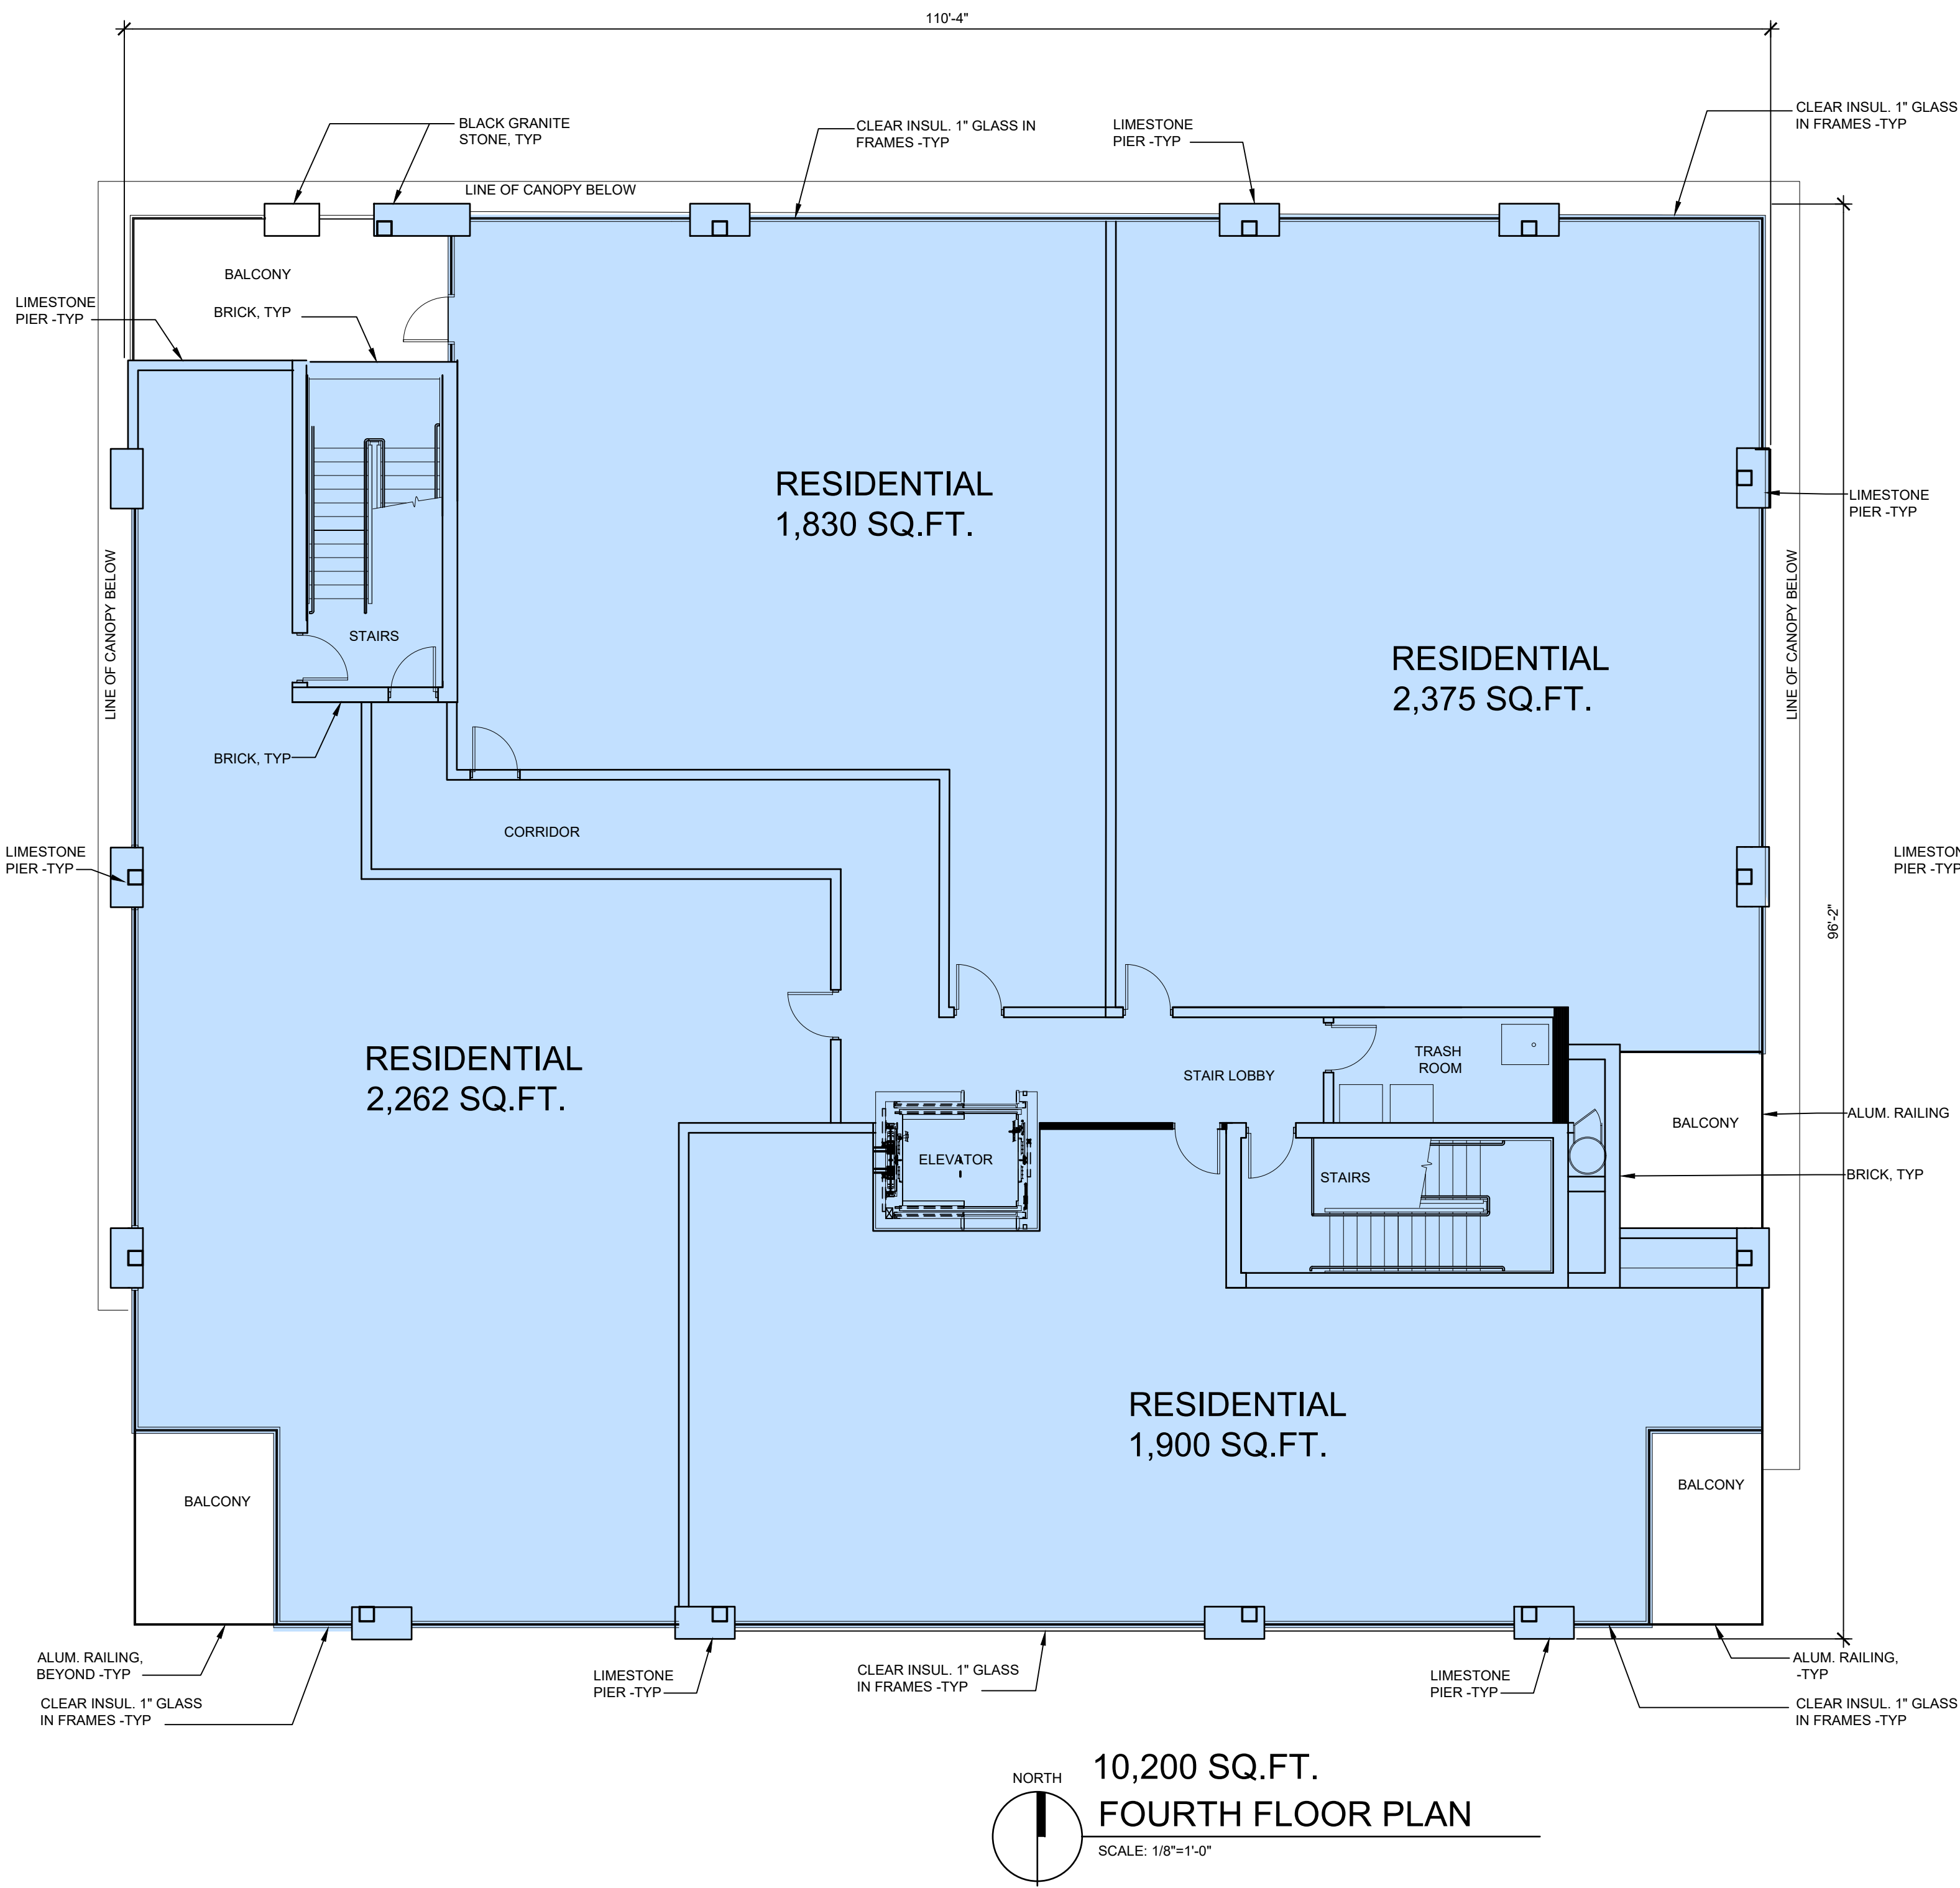 110'-4"
BLACK GRANITE
STONE, TYP
CLEAR INSUL. 1" GLASS IN
FRAMES -TYP
LIMESTONE
PIER -TYP
CLEAR INSUL. 1" GLASS
IN FRAMES -TYP
LINE OF CANOPY BELOW
BALCONY
LIMESTONE
PIER -TYP
BRICK, TYP
RESIDENTIAL
1,830 SQ.FT.
LIMESTONE
PIER -TYP
LINE OF CANOPY BELOW
STAIRS
LINE OF CANOPY BELOW
RESIDENTIAL
2,375 SQ.FT.
BRICK, TYP
CORRIDOR
LIMESTONE
PIER -TYP
LIMESTON
PIER -TYP
96'-2"
RESIDENTIAL
2,262 SQ.FT.
STAIR LOBBY
TRASH
ROOM
BALCONY
ALUM. RAILING
ELEVATOR
STAIRS
BRICK, TYP
RESIDENTIAL
1,900 SQ.FT.
BALCONY
BALCONY
ALUM. RAILING,
BEYOND -TYP
CLEAR INSUL. 1" GLASS
IN FRAMES -TYP
LIMESTONE
PIER -TYP
CLEAR INSUL. 1" GLASS
IN FRAMES -TYP
LIMESTONE
PIER -TYP
ALUM. RAILING,
-TYP
CLEAR INSUL. 1" GLASS
IN FRAMES -TYP
NORTH
10,200 SQ.FT.
FOURTH FLOOR PLAN
SCALE: 1/8"=1'-0"